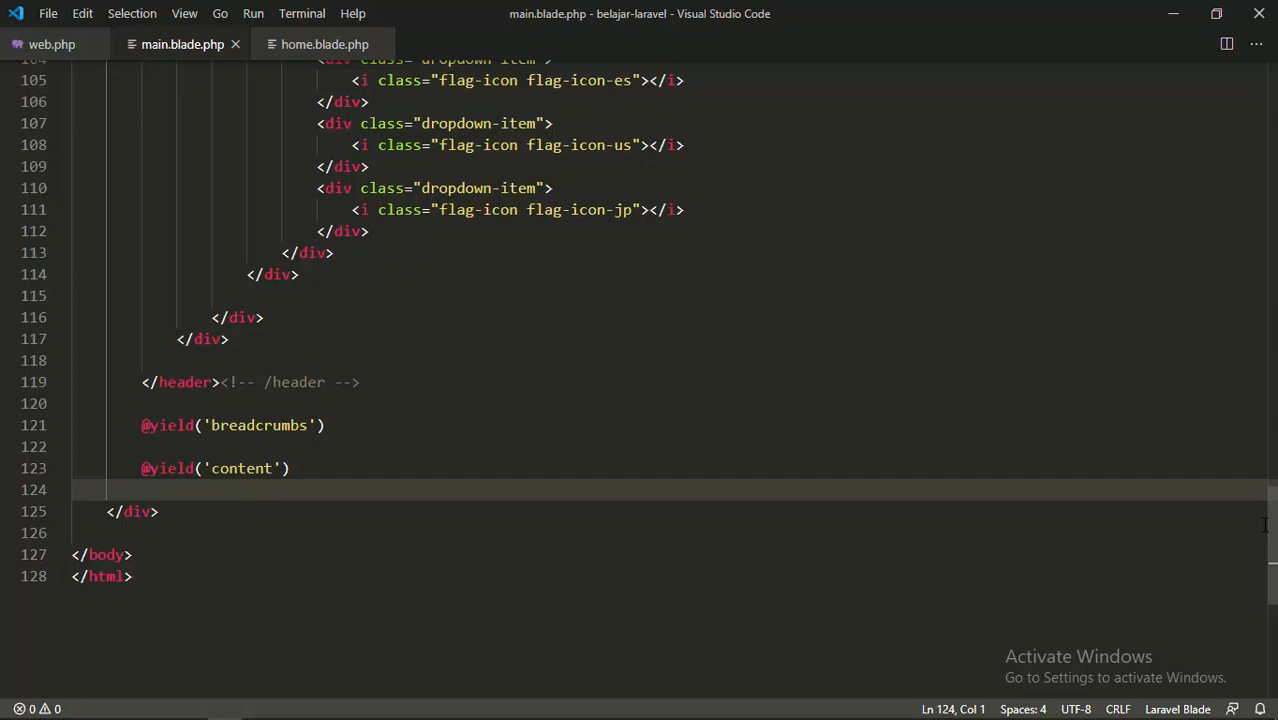 File Edit Selection View Go Run Terminal Help
main.blade.php - belajar-laravel - Visual Studio Code
web.php main.blade.php home.blade.php
104 <div class="dropdown-item">
105 <i class="flag-icon flag-icon-es"></i>
106 </div>
107 <div class="dropdown-item">
108 <i class="flag-icon flag-icon-us"></i>
109 </div>
110 <div class="dropdown-item">
111 <i class="flag-icon flag-icon-jp"></i>
112 </div>
113 </div>
114 </div>
115
116 </div>
117 </div>
118
119 </header><!-- /header -->
120
121 @yield('breadcrumbs')
122
123 @yield('content')
124
125 </div>
126
127 </body>
128 </html>
Activate Windows
Go to Settings to activate Windows.
0 0 Ln 124, Col 1 Spaces: 4 UTF-8 CRLF Laravel Blade